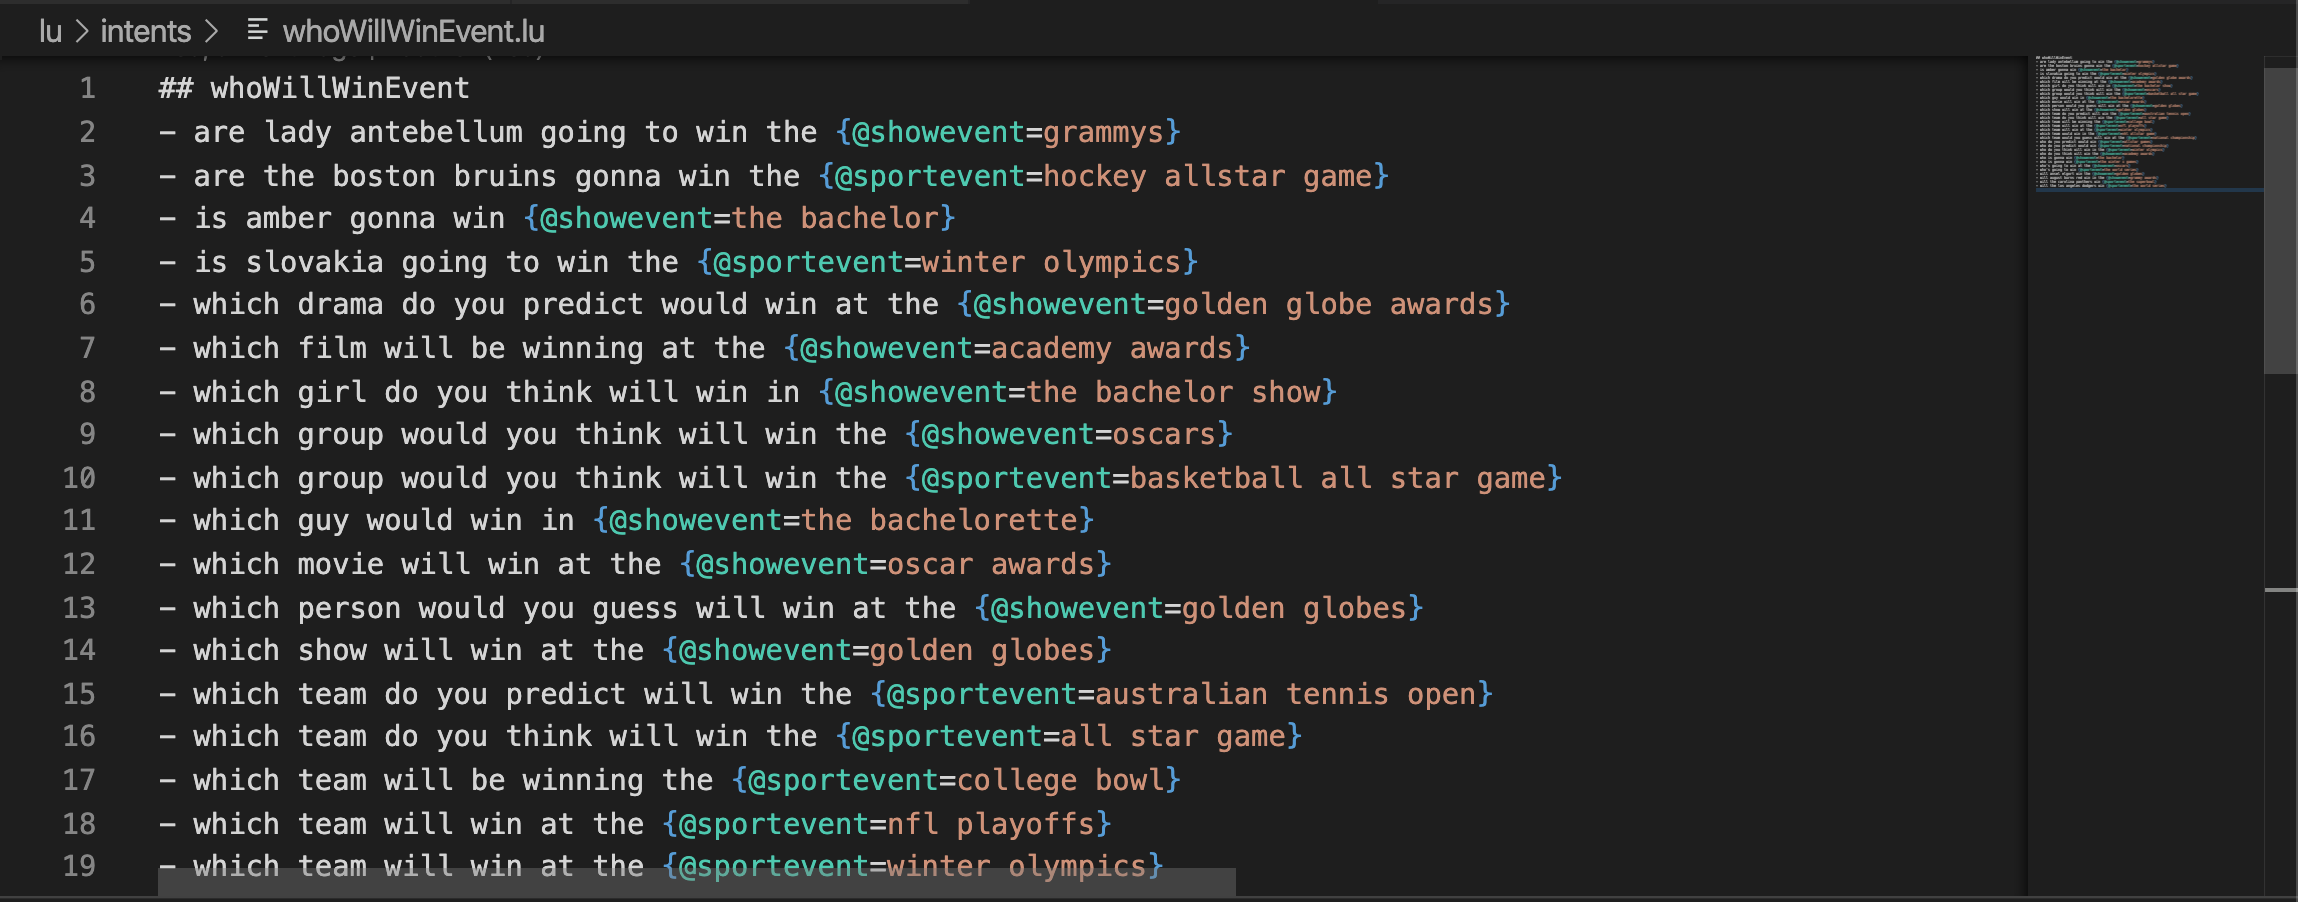 lu > intents > whoWillWinEvent.lu
1 ## whoWillWinEvent
2 - are lady antebellum going to win the {@showevent=grammys}
3 - are the boston bruins gonna win the {@sportevent=hockey allstar game}
4 - is amber gonna win {@showevent=the bachelor}
5 - is slovakia going to win the {@sportevent=winter olympics}
6 - which drama do you predict would win at the {@showevent=golden globe awards}
7 - which film will be winning at the {@showevent=academy awards}
8 - which girl do you think will win in {@showevent=the bachelor show}
9 - which group would you think will win the {@showevent=oscars}
10 - which group would you think will win the {@sportevent=basketball all star game}
11 - which guy would win in {@showevent=the bachelorette}
12 - which movie will win at the {@showevent=oscar awards}
13 - which person would you guess will win at the {@showevent=golden globes}
14 - which show will win at the {@showevent=golden globes}
15 - which team do you predict will win the {@sportevent=australian tennis open}
16 - which team do you think will win the {@sportevent=all star game}
17 - which team will be winning the {@sportevent=college bowl}
18 - which team will win at the {@sportevent=nfl playoffs}
19 - which team will win at the {@sportevent=winter olympics}